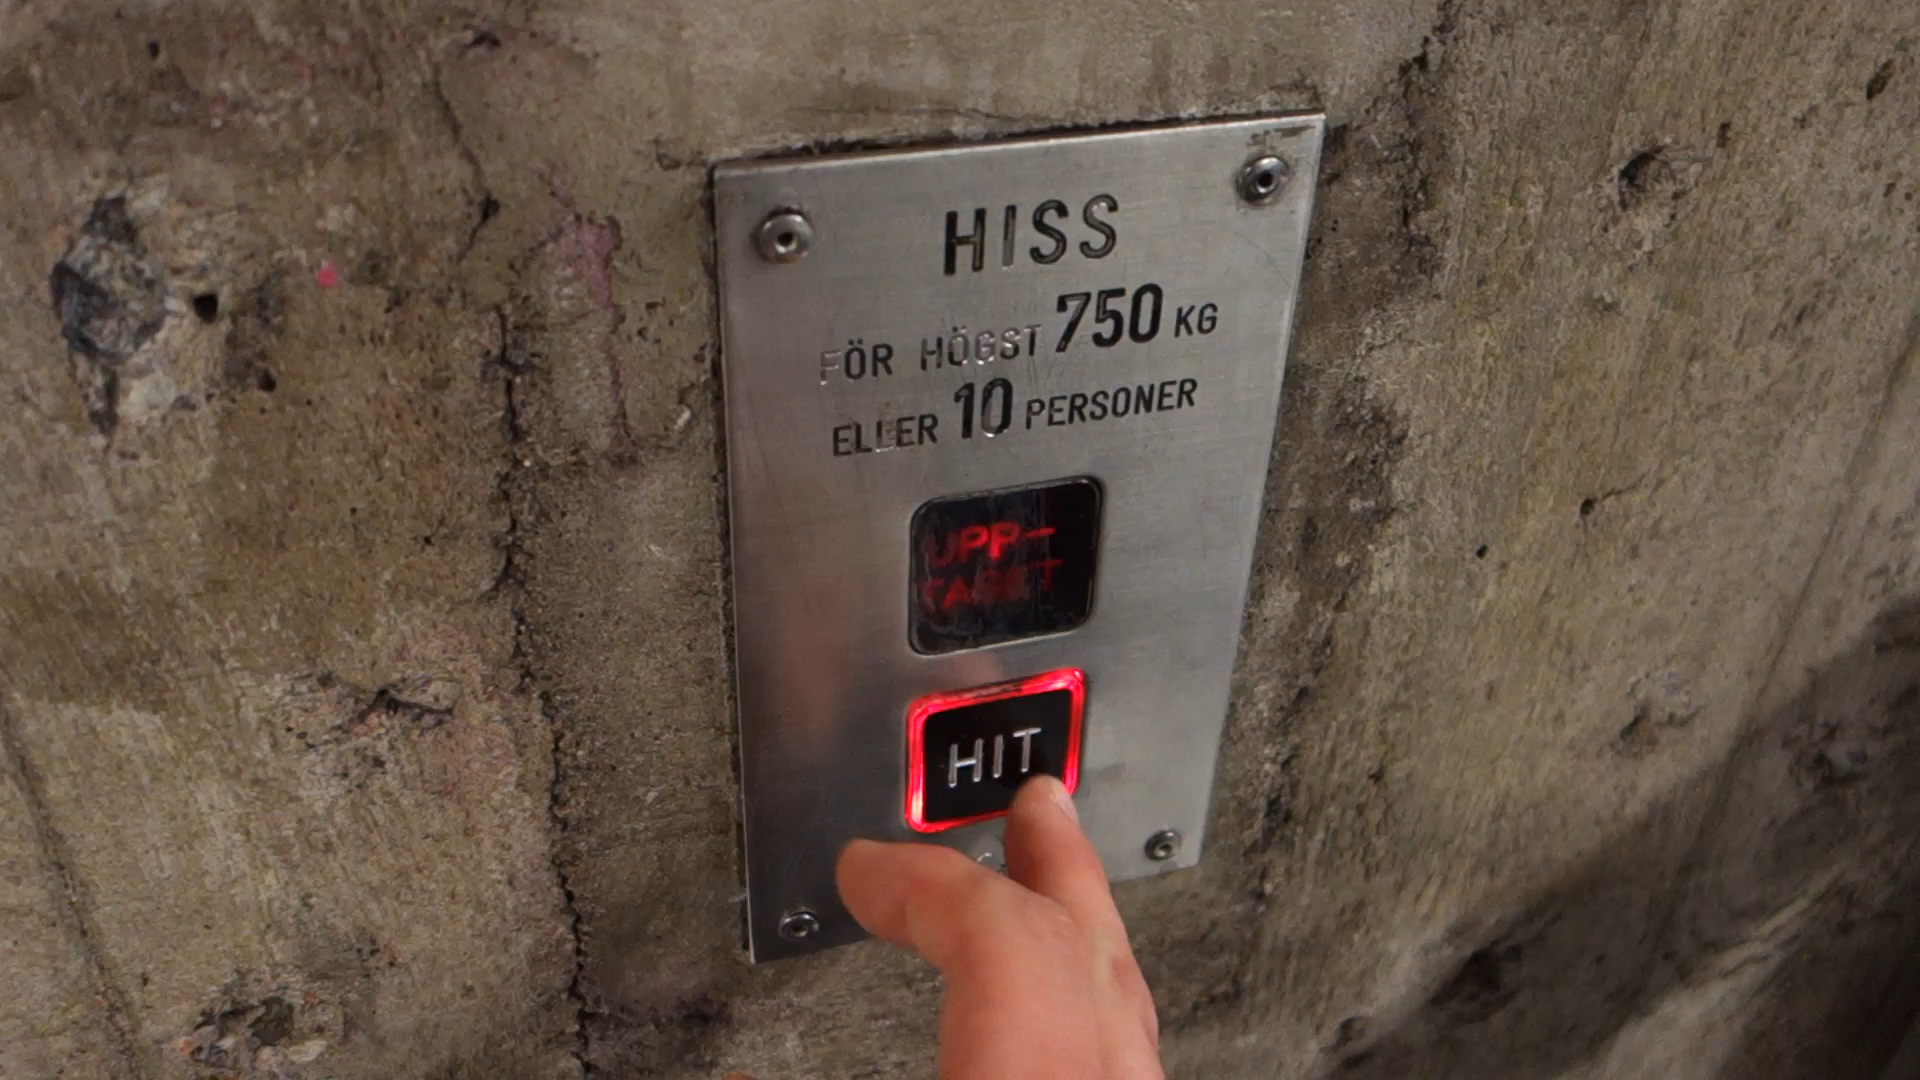 HISS
FÖR HÖGST 750 KG
ELLER 10 PERSONER
UPP-
TAGET
HIT